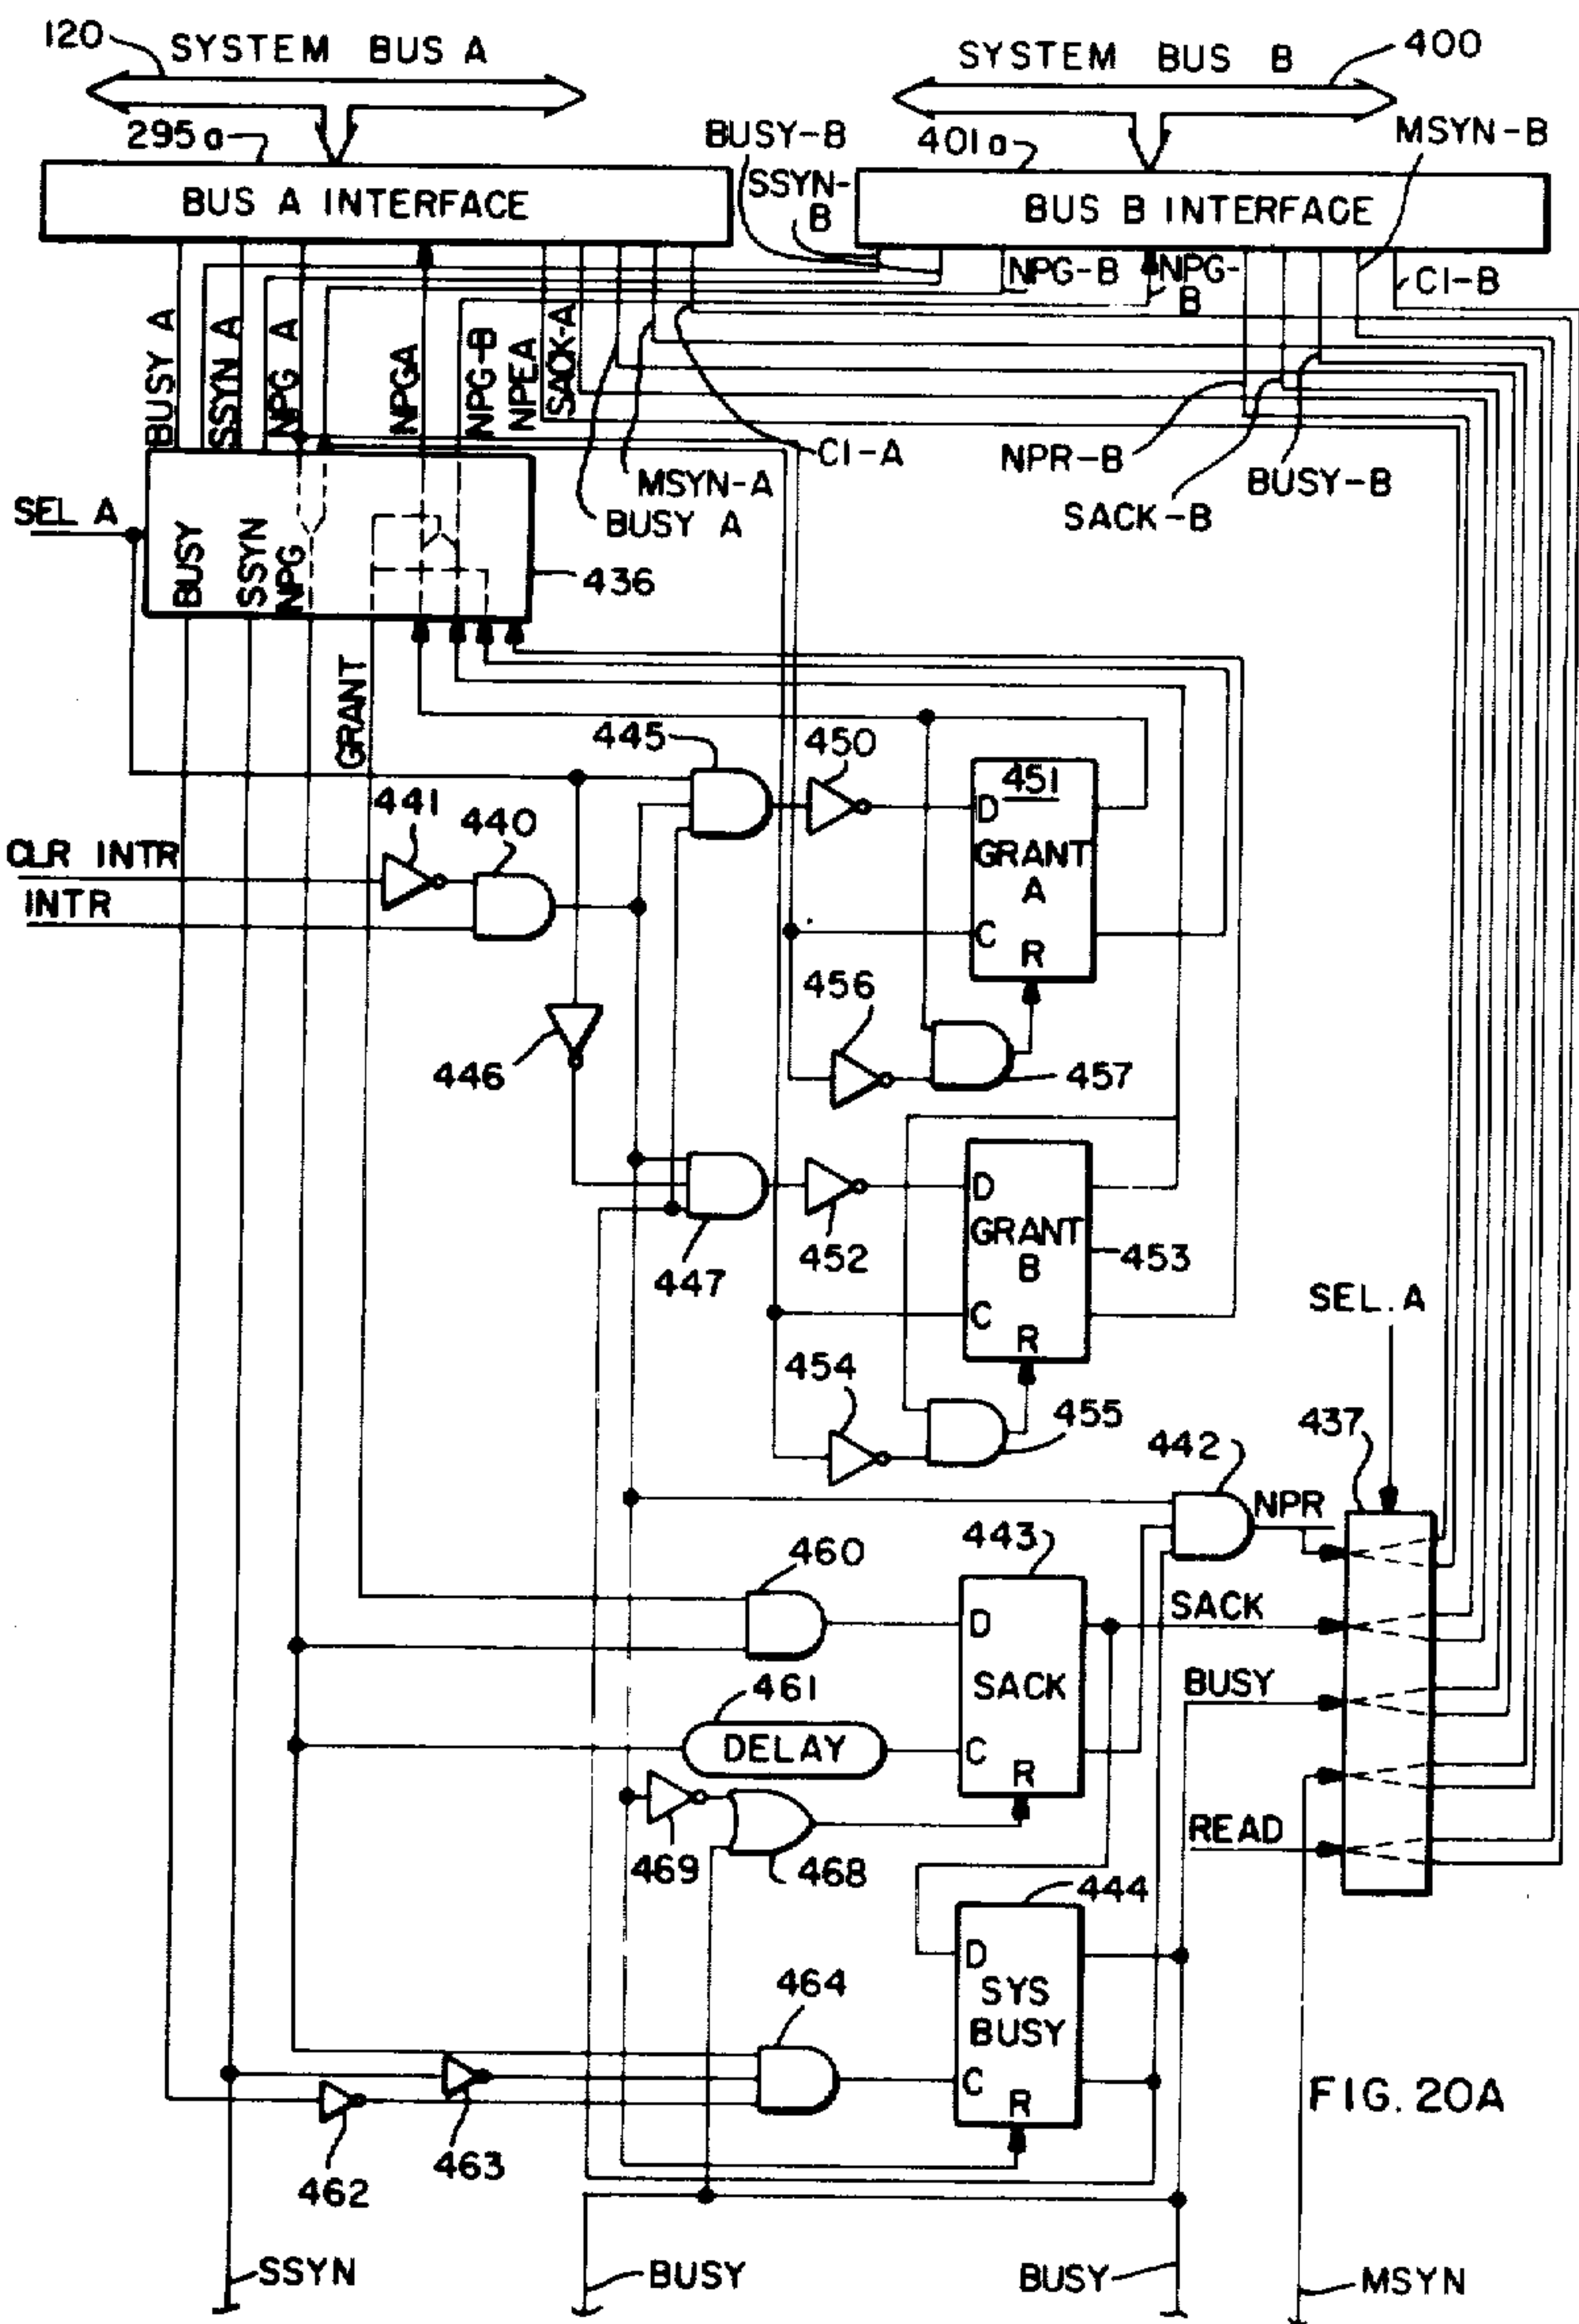 120
SYSTEM BUS A
SYSTEM BUS B
400
295a
BUSY-B
401a
MSYN-B
SSYN-
B
BUS A INTERFACE
BUS B INTERFACE
NPG-B
NPG-
B
C1-B
BUSY A
SSYN A
NPG A
NPGA
NPG-B
NPEA
SACK-A
C1-A
MSYN-A
BUSY A
NPR-B
BUSY-B
SACK-B
SEL A
BUSY
SSYN
NPG
436
GRANT
445
450
451
D
GRANT
A
C
R
441
440
CLR INTR
INTR
456
446
457
D
GRANT
B
C
R
452
453
447
SEL. A
454
455
442
437
NPR
443
460
D
SACK
SACK
461
BUSY
DELAY
C
R
READ
469
468
444
D
464
SYS
BUSY
C
R
FIG. 20A
463
462
SSYN
BUSY
BUSY
MSYN